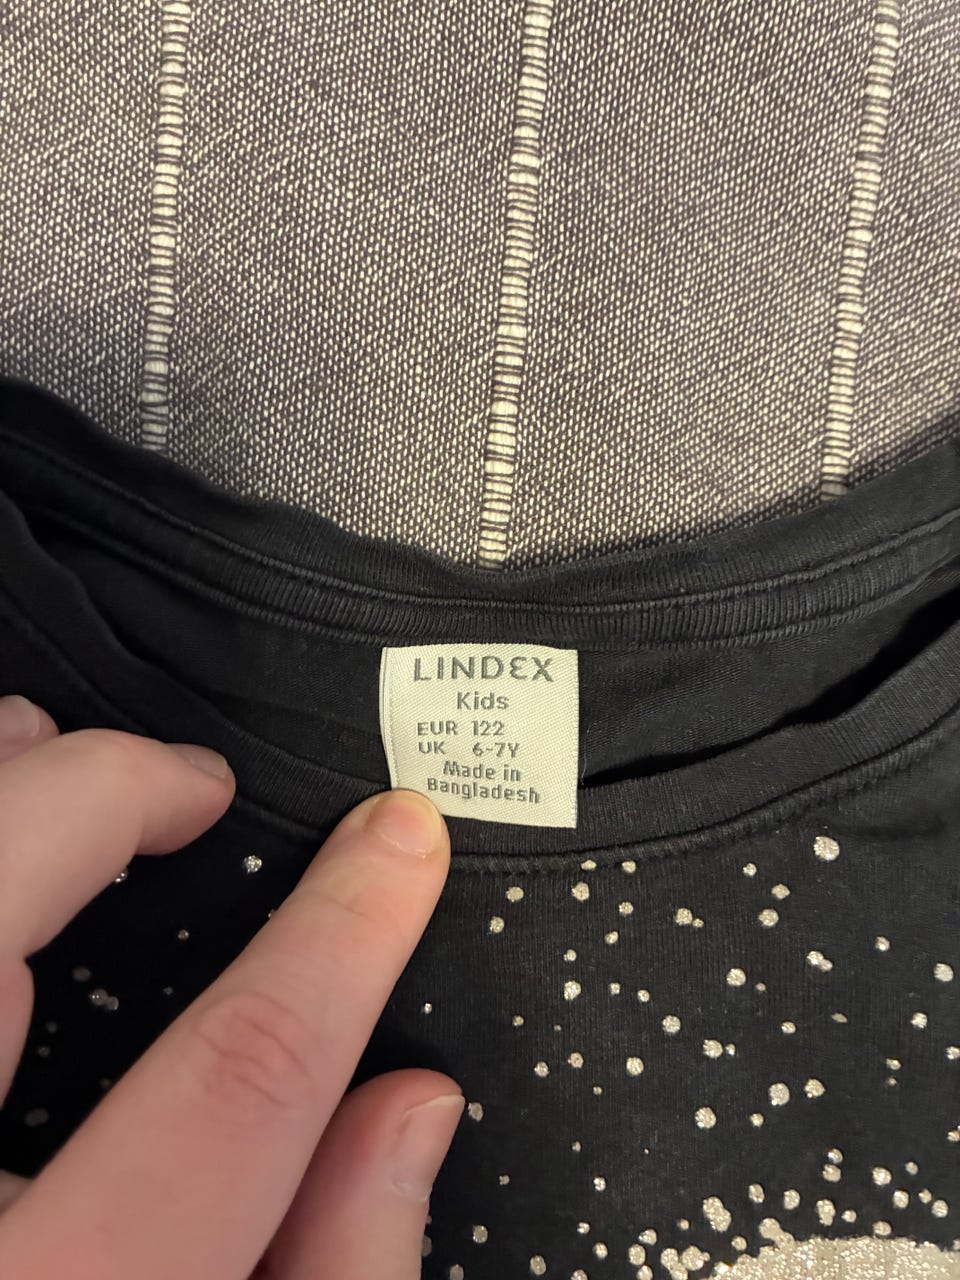 LINDEX
Kids
EUR 122
UK 6-7Y
Made in
Bangladesh